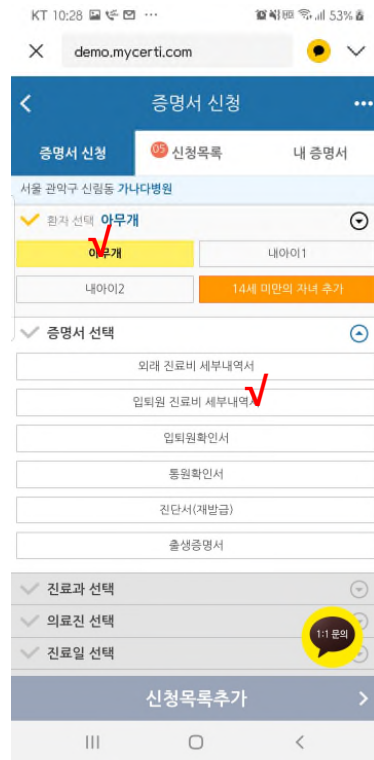 KT 10:28 ··· 53%
demo.mycerti.com
증명서 신청
증명서 신청 05 신청목록 내 증명서
서울 관악구 신림동 가나다병원
환자 선택 아무개
아무개 내아이1
내아이2 14세 미만의 자녀 추가
증명서 선택
외래 진료비 세부내역서
입퇴원 진료비 세부내역서
입퇴원확인서
통원확인서
진단서(재발급)
출생증명서
진료과 선택
의료진 선택
1:1 문의
진료일 선택
신청목록추가